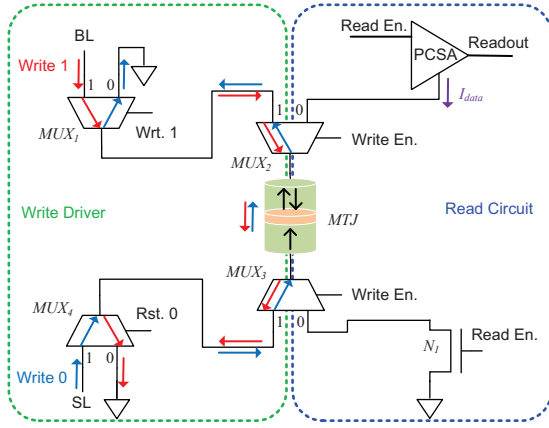 BL
Read En.
PCSA
Readout
Write 1
1 0
I_data
MUX₁
Wrt. 1
1 0
Write En.
MUX₂
Write Driver
MTJ
Read Circuit
MUX₃
Write En.
MUX₄
Rst. 0
1 0
Read En.
N₁
1 0
Write 0
SL